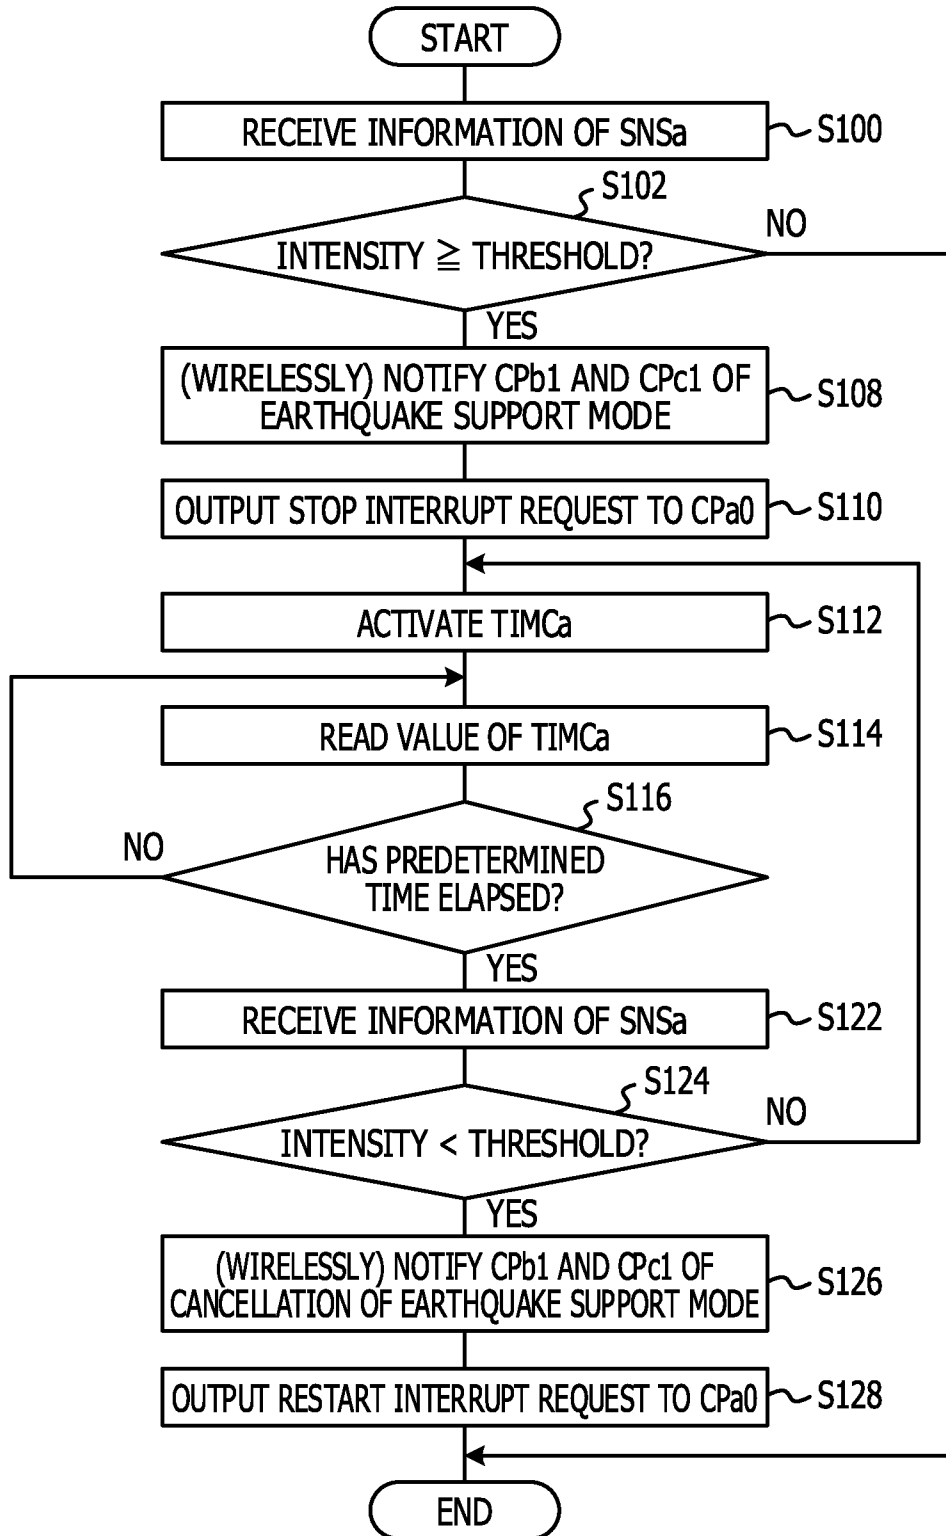 START
RECEIVE INFORMATION OF SNSa
S100
S102
INTENSITY ≧ THRESHOLD?
NO
YES
(WIRELESSLY) NOTIFY CPb1 AND CPc1 OF
EARTHQUAKE SUPPORT MODE
S108
OUTPUT STOP INTERRUPT REQUEST TO CPa0
S110
ACTIVATE TIMCa
S112
READ VALUE OF TIMCa
S114
S116
HAS PREDETERMINED
TIME ELAPSED?
NO
YES
RECEIVE INFORMATION OF SNSa
S122
S124
INTENSITY < THRESHOLD?
NO
YES
(WIRELESSLY) NOTIFY CPb1 AND CPc1 OF
CANCELLATION OF EARTHQUAKE SUPPORT MODE
S126
OUTPUT RESTART INTERRUPT REQUEST TO CPa0
S128
END